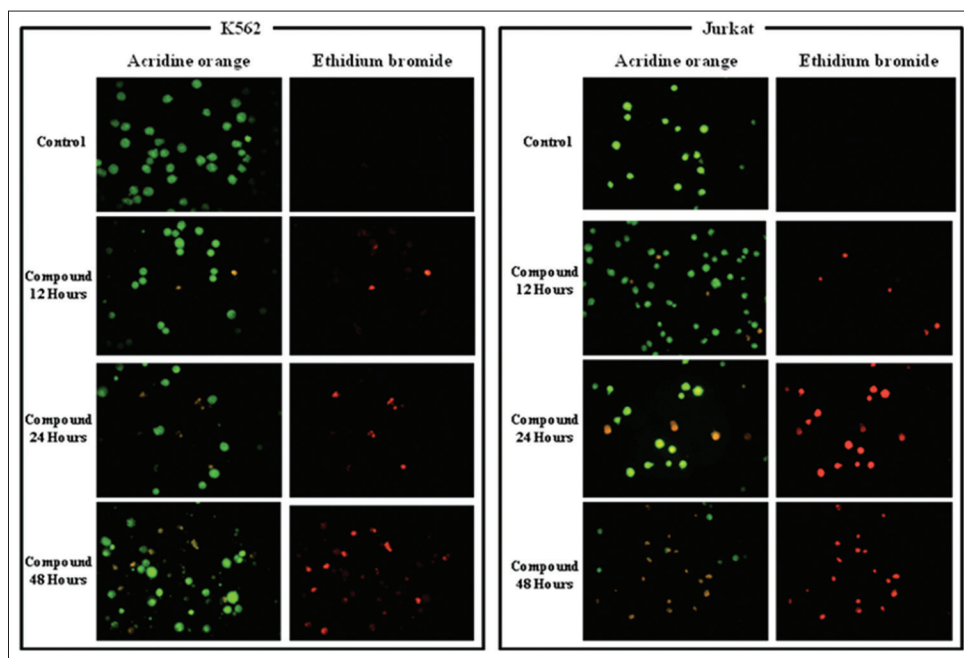 K562
Acridine orange
Ethidium bromide
Control
Compound
12 Hours
Compound
24 Hours
Compound
48 Hours
Jurkat
Acridine orange
Ethidium bromide
Control
Compound
12 Hours
Compound
24 Hours
Compound
48 Hours